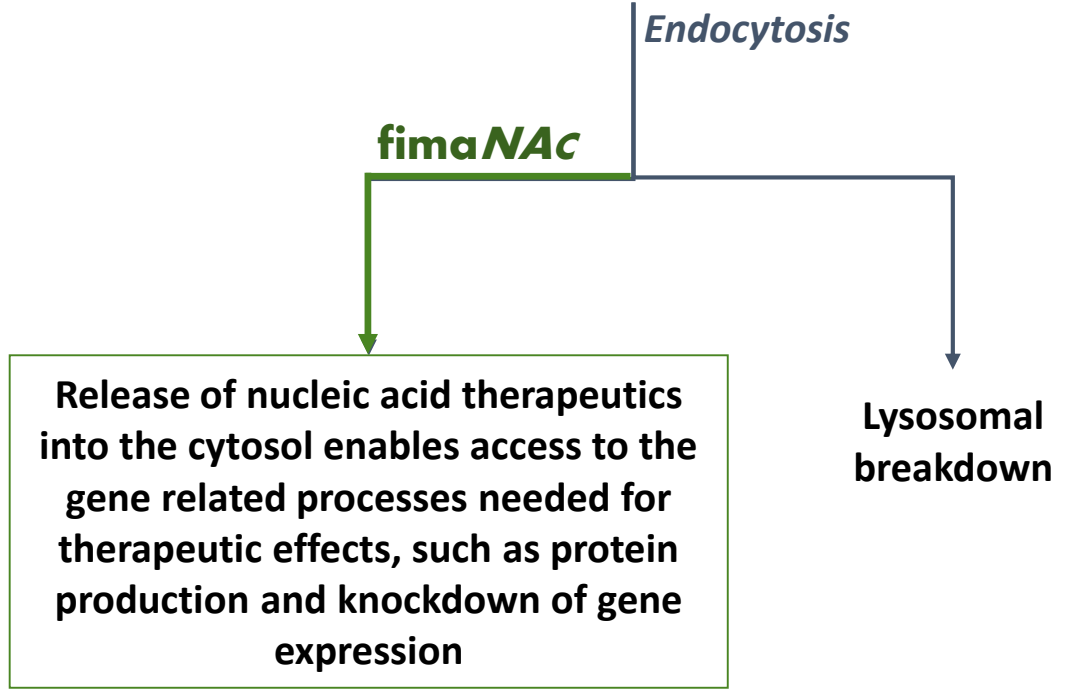 Endocytosis
fimaNAc
Release of nucleic acid therapeutics
into the cytosol enables access to the
gene related processes needed for
therapeutic effects, such as protein
production and knockdown of gene
expression
Lysosomal
breakdown